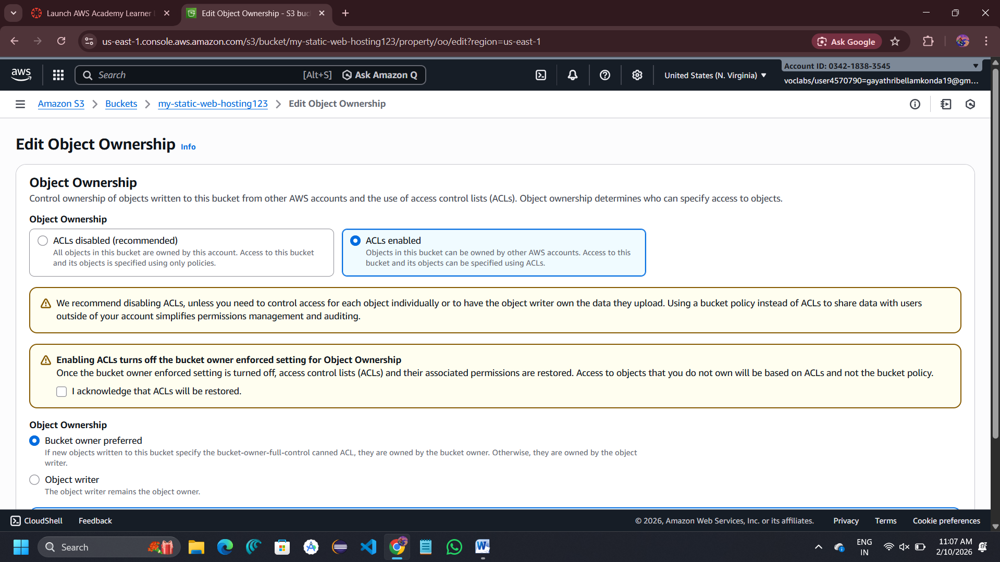 Launch AWS Academy Learner
Edit Object Ownership - S3 buc
us-east-1.console.aws.amazon.com/s3/bucket/my-static-web-hosting123/property/oo/edit?region=us-east-1
Ask Google
aws
Search
[Alt+S]
Ask Amazon Q
United States (N. Virginia)
Account ID: 0342-1838-3545
voclabs/user4570790=gayathribellamkonda19@gm...
Amazon S3
Buckets
my-static-web-hosting123
Edit Object Ownership
Edit Object Ownership
Info
Object Ownership
Control ownership of objects written to this bucket from other AWS accounts and the use of access control lists (ACLs). Object ownership determines who can specify access to objects.
Object Ownership
ACLs disabled (recommended)
All objects in this bucket are owned by this account. Access to this bucket
and its objects is specified using only policies.
ACLs enabled
Objects in this bucket can be owned by other AWS accounts. Access to this
bucket and its objects can be specified using ACLs.
We recommend disabling ACLs, unless you need to control access for each object individually or to have the object writer own the data they upload. Using a bucket policy instead of ACLs to share data with users
outside of your account simplifies permissions management and auditing.
Enabling ACLs turns off the bucket owner enforced setting for Object Ownership
Once the bucket owner enforced setting is turned off, access control lists (ACLs) and their associated permissions are restored. Access to objects that you do not own will be based on ACLs and not the bucket policy.
I acknowledge that ACLs will be restored.
Object Ownership
Bucket owner preferred
If new objects written to this bucket specify the bucket-owner-full-control canned ACL, they are owned by the bucket owner. Otherwise, they are owned by the object
writer.
Object writer
The object writer remains the object owner.
CloudShell
Feedback
© 2026, Amazon Web Services, Inc. or its affiliates.
Privacy
Terms
Cookie preferences
Search
ENG
IN
11:07 AM
2/10/2026